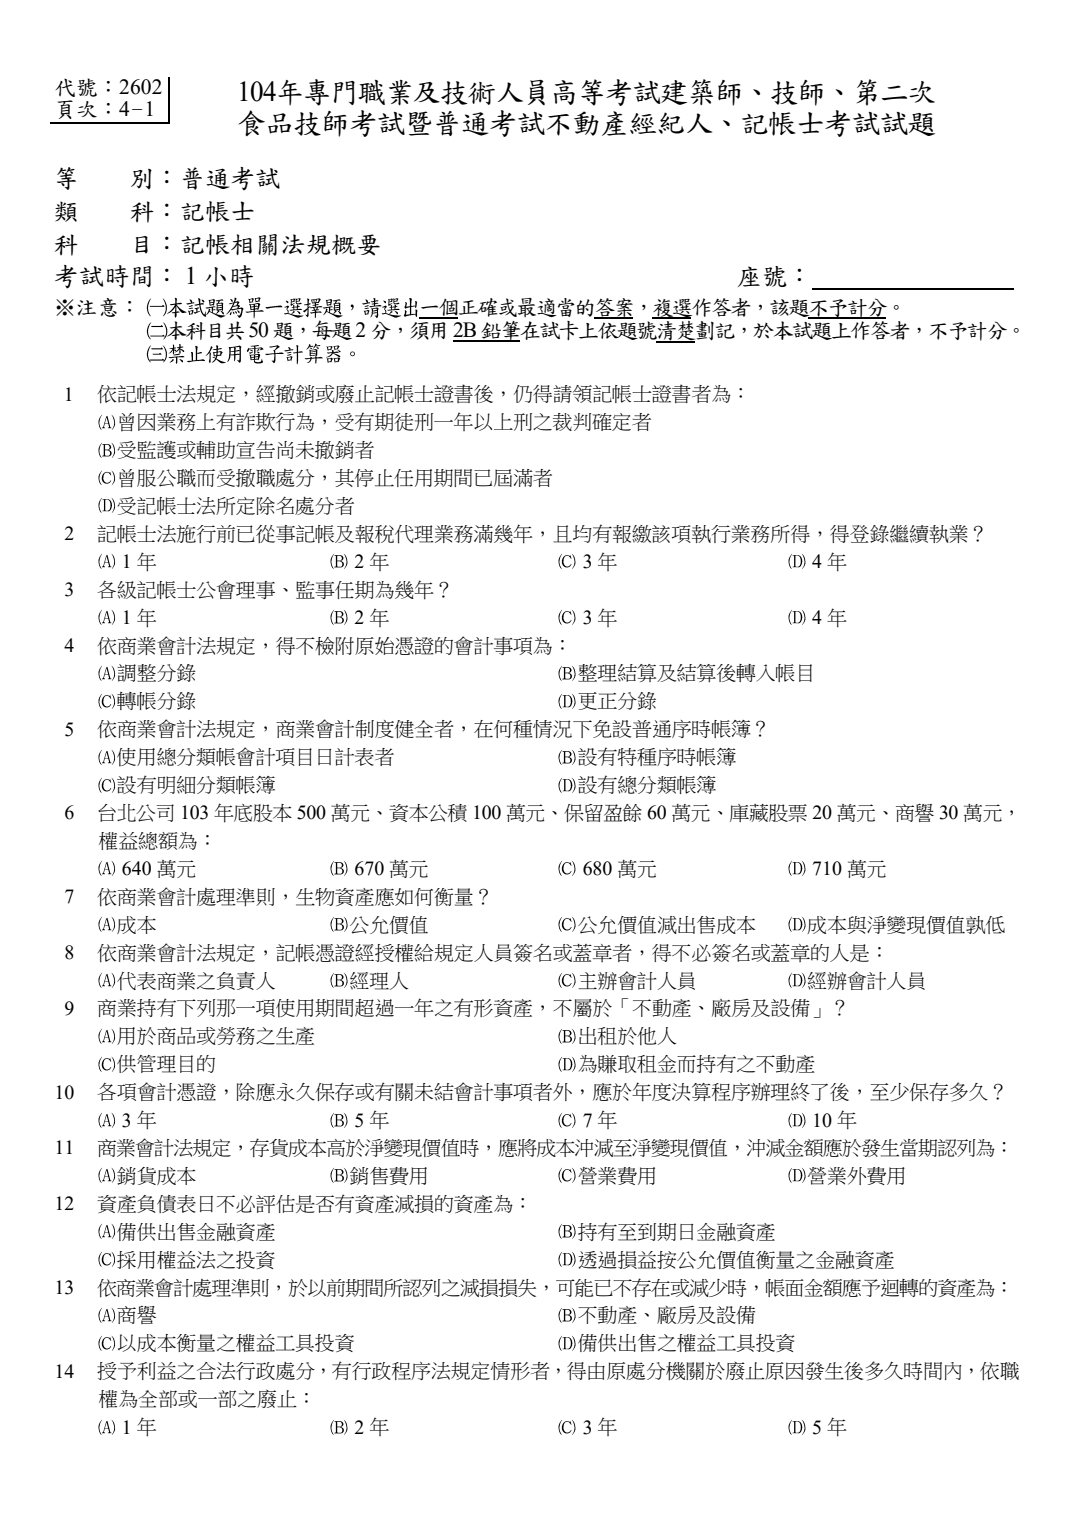 代號：2602
頁次：4－1
104年專門職業及技術人員高等考試建築師、技師、第二次
食品技師考試暨普通考試不動產經紀人、記帳士考試試題
等　　別：普通考試
類　　科：記帳士
科　　目：記帳相關法規概要
考試時間：1 小時　　座號：
※注意：㈠本試題為單一選擇題，請選出一個正確或最適當的答案，複選作答者，該題不予計分。
㈡本科目共 50 題，每題 2 分，須用 2B 鉛筆在試卡上依題號清楚劃記，於本試題上作答者，不予計分。
㈢禁止使用電子計算器。
1 依記帳士法規定，經撤銷或廢止記帳士證書後，仍得請領記帳士證書者為：
(A)曾因業務上有詐欺行為，受有期徒刑一年以上刑之裁判確定者
(B)受監護或輔助宣告尚未撤銷者
(C)曾服公職而受撤職處分，其停止任用期間已屆滿者
(D)受記帳士法所定除名處分者
2 記帳士法施行前已從事記帳及報稅代理業務滿幾年，且均有報繳該項執行業務所得，得登錄繼續執業？
(A) 1 年 (B) 2 年 (C) 3 年 (D) 4 年
3 各級記帳士公會理事、監事任期為幾年？
(A) 1 年 (B) 2 年 (C) 3 年 (D) 4 年
4 依商業會計法規定，得不檢附原始憑證的會計事項為：
(A)調整分錄 (B)整理結算及結算後轉入帳目
(C)轉帳分錄 (D)更正分錄
5 依商業會計法規定，商業會計制度健全者，在何種情況下免設普通序時帳簿？
(A)使用總分類帳會計項目日計表者 (B)設有特種序時帳簿
(C)設有明細分類帳簿 (D)設有總分類帳簿
6 台北公司 103 年底股本 500 萬元、資本公積 100 萬元、保留盈餘 60 萬元、庫藏股票 20 萬元、商譽 30 萬元，
權益總額為：
(A) 640 萬元 (B) 670 萬元 (C) 680 萬元 (D) 710 萬元
7 依商業會計處理準則，生物資產應如何衡量？
(A)成本 (B)公允價值 (C)公允價值減出售成本 (D)成本與淨變現價值孰低
8 依商業會計法規定，記帳憑證經授權給規定人員簽名或蓋章者，得不必簽名或蓋章的人是：
(A)代表商業之負責人 (B)經理人 (C)主辦會計人員 (D)經辦會計人員
9 商業持有下列那一項使用期間超過一年之有形資產，不屬於「不動產、廠房及設備」？
(A)用於商品或勞務之生產 (B)出租於他人
(C)供管理目的 (D)為賺取租金而持有之不動產
10 各項會計憑證，除應永久保存或有關未結會計事項者外，應於年度決算程序辦理終了後，至少保存多久？
(A) 3 年 (B) 5 年 (C) 7 年 (D) 10 年
11 商業會計法規定，存貨成本高於淨變現價值時，應將成本沖減至淨變現價值，沖減金額應於發生當期認列為：
(A)銷貨成本 (B)銷售費用 (C)營業費用 (D)營業外費用
12 資產負債表日不必評估是否有資產減損的資產為：
(A)備供出售金融資產 (B)持有至到期日金融資產
(C)採用權益法之投資 (D)透過損益按公允價值衡量之金融資產
13 依商業會計處理準則，於以前期間所認列之減損損失，可能已不存在或減少時，帳面金額應予迴轉的資產為：
(A)商譽 (B)不動產、廠房及設備
(C)以成本衡量之權益工具投資 (D)備供出售之權益工具投資
14 授予利益之合法行政處分，有行政程序法規定情形者，得由原處分機關於廢止原因發生後多久時間內，依職
權為全部或一部之廢止：
(A) 1 年 (B) 2 年 (C) 3 年 (D) 5 年